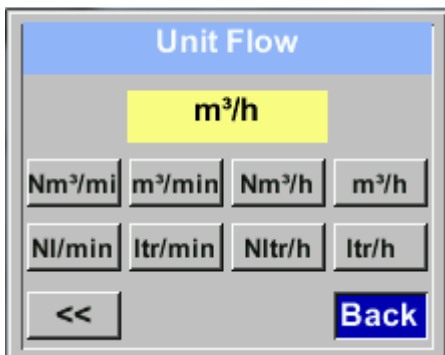 Unit Flow
m³/h
Nm³/mi m³/min Nm³/h m³/h
Nl/min ltr/min Nltr/h ltr/h
<< Back